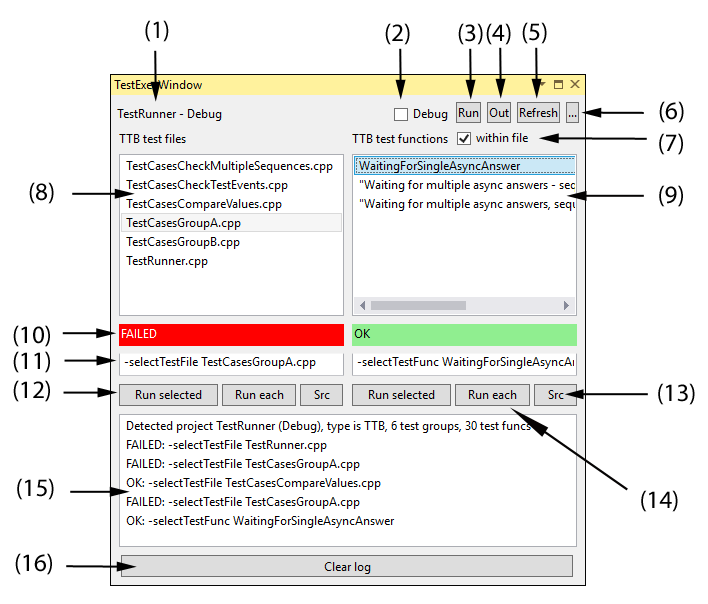 (1)
(2)
(3)
(4)
(5)
TestExe Window
TestRunner - Debug
Debug
Run
Out
Refresh
...
(6)
TTB test files
TTB test functions
within file
(7)
(8)
TestCasesCheckMultipleSequences.cpp
TestCasesCheckTestEvents.cpp
TestCasesCompareValues.cpp
TestCasesGroupA.cpp
TestCasesGroupB.cpp
TestRunner.cpp
WaitingForSingleAsyncAnswer
"Waiting for multiple async answers - seq
"Waiting for multiple async answers, sequ
(9)
(10)
FAILED
OK
(11)
-selectTestFile TestCasesGroupA.cpp
-selectTestFunc WaitingForSingleAsyncAn
(12)
Run selected
Run each
Src
Run selected
Run each
Src
(13)
Detected project TestRunner (Debug), type is TTB, 6 test groups, 30 test funcs
FAILED: -selectTestFile TestRunner.cpp
FAILED: -selectTestFile TestCasesGroupA.cpp
OK: -selectTestFile TestCasesCompareValues.cpp
FAILED: -selectTestFile TestCasesGroupA.cpp
OK: -selectTestFunc WaitingForSingleAsyncAnswer
(14)
(15)
(16)
Clear log